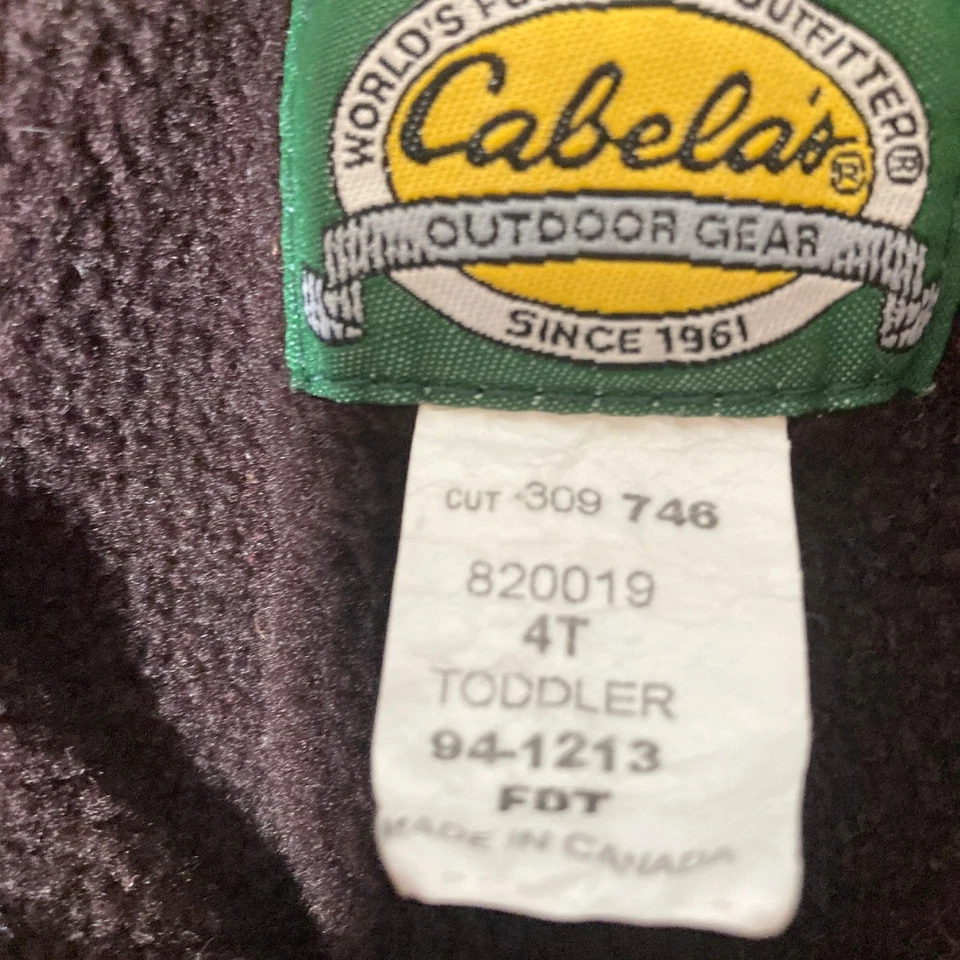 WORLD'S OUTFITTER®
Cabela's®
OUTDOOR GEAR
SINCE 1961
CUT 309 746
820019
4T
TODDLER
94-1213
FDT
MADE IN CANADA